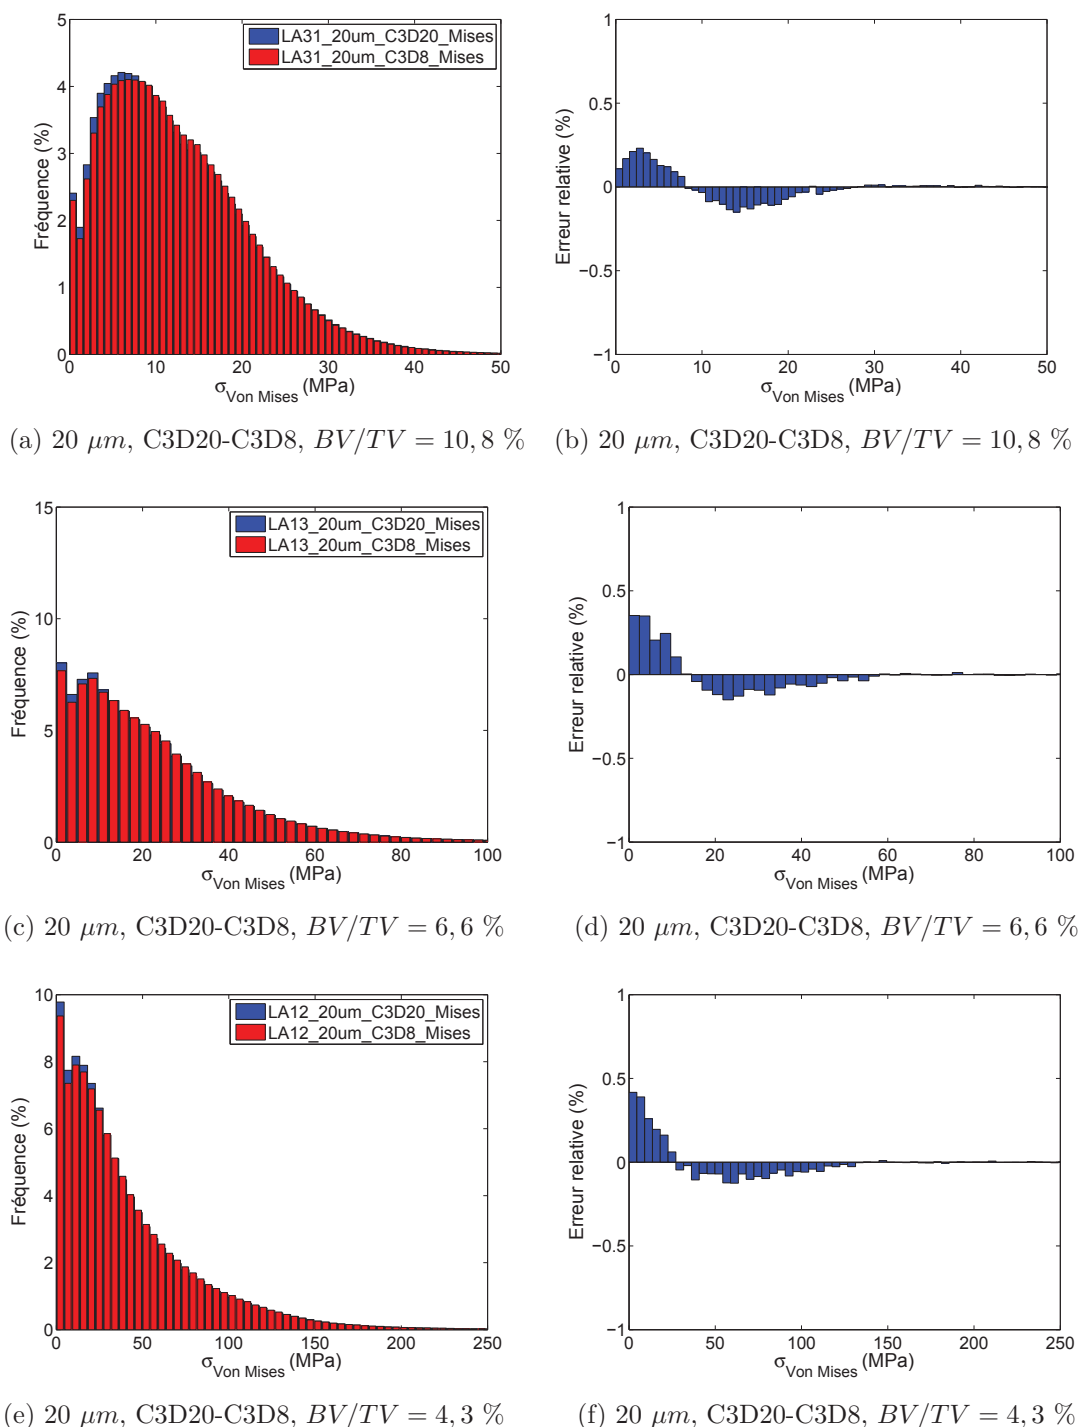 5
4
3
2
1
0
Fréquence (%)
LA31_20um_C3D20_Mises
LA31_20um_C3D8_Mises
0 10 20 30 40 50
σVon Mises (MPa)
1
0.5
0
−0.5
−1
Erreur relative (%)
0 10 20 30 40 50
σVon Mises (MPa)
(a) 20 μm, C3D20-C3D8, BV/TV = 10, 8 %
(b) 20 μm, C3D20-C3D8, BV/TV = 10, 8 %
15
10
5
0
Fréquence (%)
LA13_20um_C3D20_Mises
LA13_20um_C3D8_Mises
0 20 40 60 80 100
σVon Mises (MPa)
1
0.5
0
−0.5
−1
Erreur relative (%)
0 20 40 60 80 100
σVon Mises (MPa)
(c) 20 μm, C3D20-C3D8, BV/TV = 6, 6 %
(d) 20 μm, C3D20-C3D8, BV/TV = 6, 6 %
10
8
6
4
2
0
Fréquence (%)
LA12_20um_C3D20_Mises
LA12_20um_C3D8_Mises
0 50 100 150 200 250
σVon Mises (MPa)
1
0.5
0
−0.5
−1
Erreur relative (%)
0 50 100 150 200 250
σVon Mises (MPa)
(e) 20 μm, C3D20-C3D8, BV/TV = 4, 3 %
(f) 20 μm, C3D20-C3D8, BV/TV = 4, 3 %